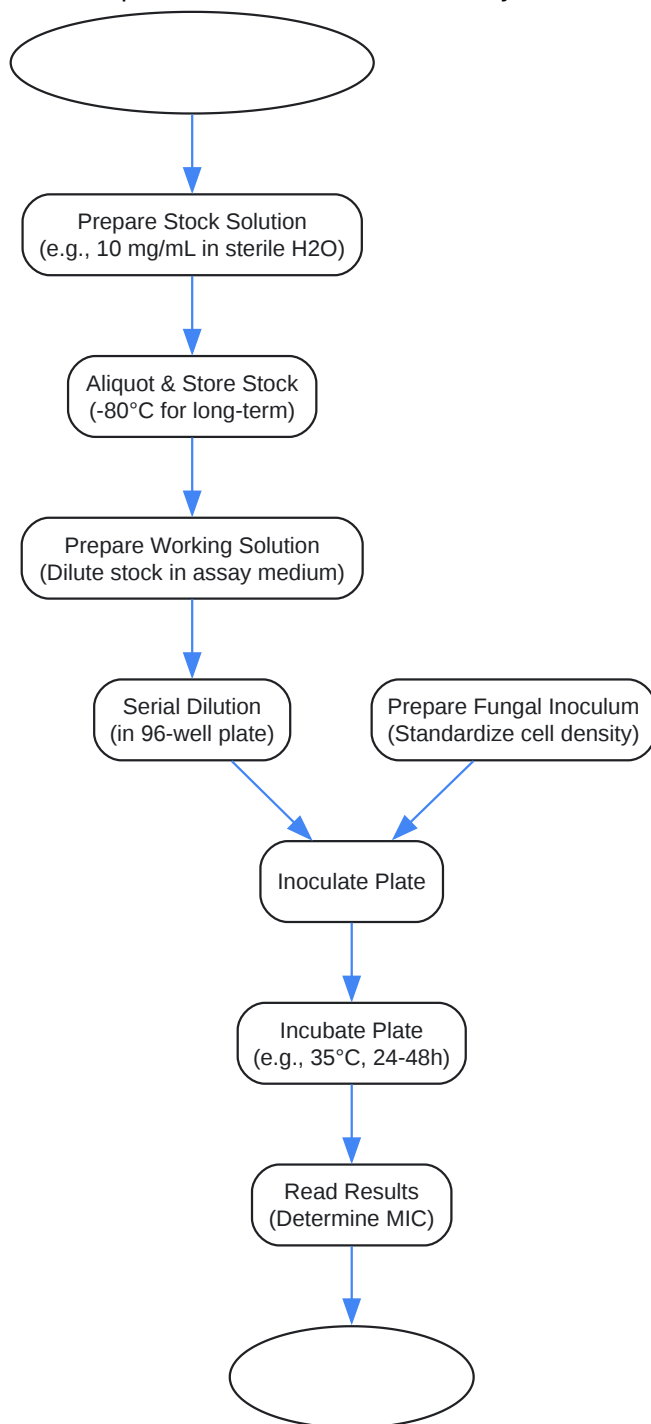 Prepare Stock Solution
(e.g., 10 mg/mL in sterile H2O)
Aliquot & Store Stock
(-80°C for long-term)
Prepare Working Solution
(Dilute stock in assay medium)
Serial Dilution
(in 96-well plate)
Prepare Fungal Inoculum
(Standardize cell density)
Inoculate Plate
Incubate Plate
(e.g., 35°C, 24-48h)
Read Results
(Determine MIC)